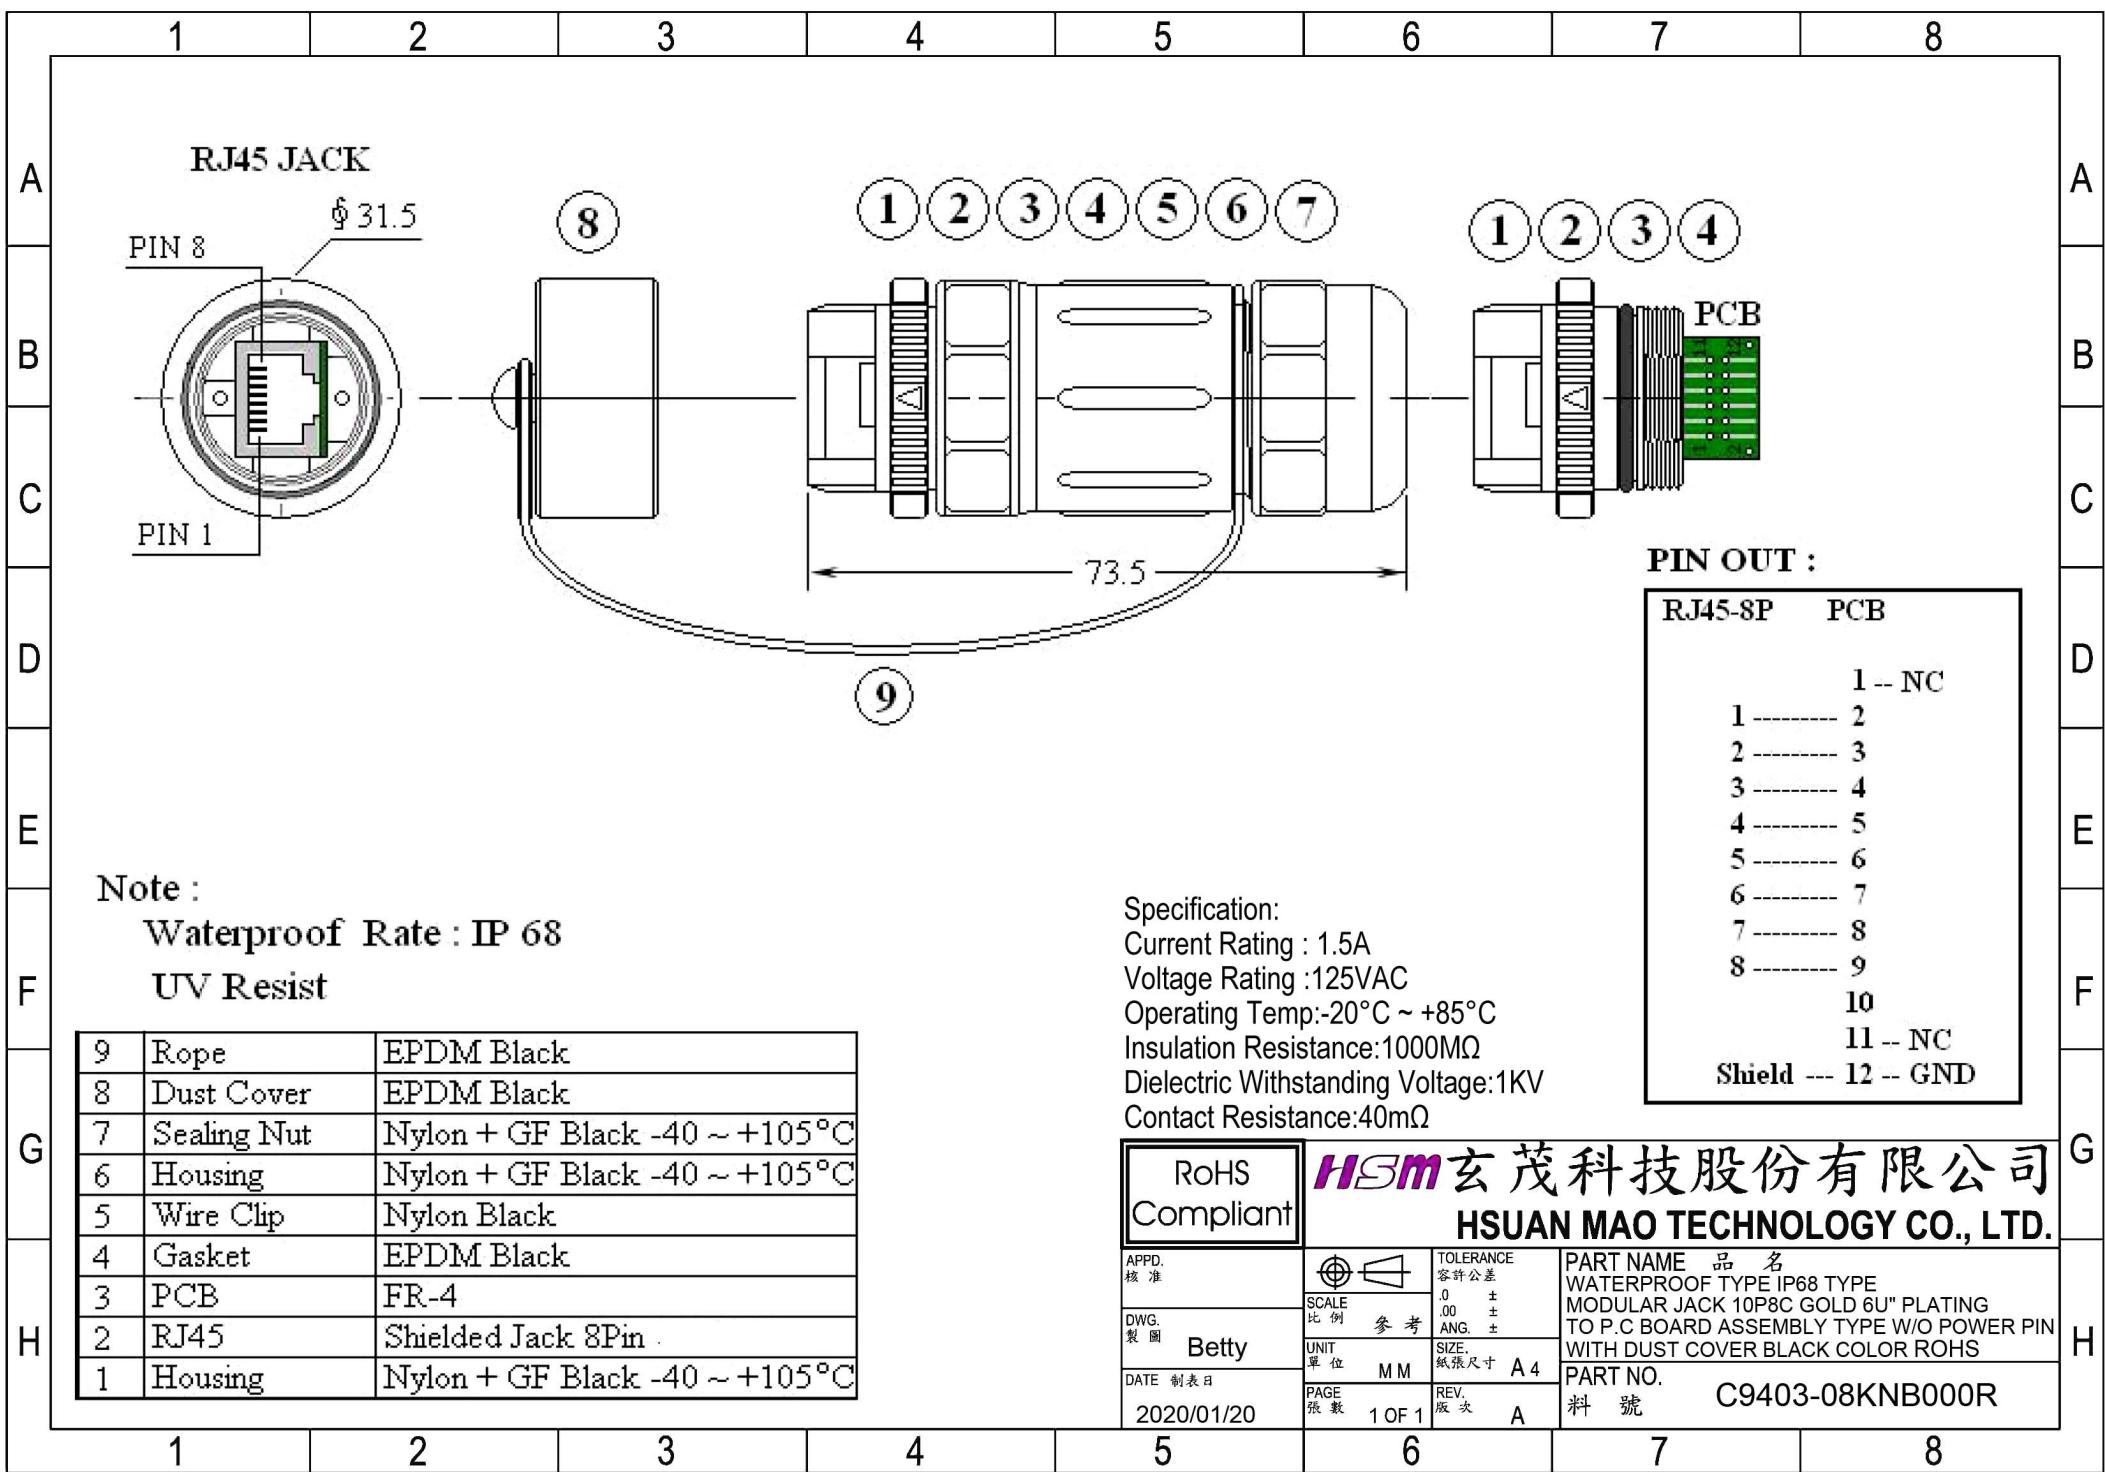 1 2 3 4 5 6 7 8
A
B
C
D
E
F
G
H
A
B
C
D
E
F
G
H
RJ45 JACK
31.5
PIN 8
PIN 1
8
1 2 3 4 5 6 7
1 2 3 4
PCB
11 12
1 2
73.5
9
PIN OUT :
RJ45-8P PCB
1 -- NC
1 --------- 2
2 --------- 3
3 --------- 4
4 --------- 5
5 --------- 6
6 --------- 7
7 --------- 8
8 --------- 9
10
11 -- NC
Shield --- 12 -- GND
Note :
Waterproof Rate : IP 68
UV Resist
9 Rope EPDM Black
8 Dust Cover EPDM Black
7 Sealing Nut Nylon + GF Black -40 ~ +105°C
6 Housing Nylon + GF Black -40 ~ +105°C
5 Wire Clip Nylon Black
4 Gasket EPDM Black
3 PCB FR-4
2 RJ45 Shielded Jack 8Pin .
1 Housing Nylon + GF Black -40 ~ +105°C
Specification:
Current Rating : 1.5A
Voltage Rating :125VAC
Operating Temp:-20°C ~ +85°C
Insulation Resistance:1000MΩ
Dielectric Withstanding Voltage:1KV
Contact Resistance:40mΩ
RoHS
Compliant
HSM 玄茂科技股份有限公司
HSUAN MAO TECHNOLOGY CO., LTD.
APPD.
核 准
DWG.
製 圖 Betty
DATE 制表日
2020/01/20
SCALE
比 例 參 考
UNIT
單 位 M M
PAGE
張 數 1 OF 1
TOLERANCE
容許公差
.0 ±
.00 ±
ANG. ±
SIZE.
紙張尺寸 A 4
REV.
版 次 A
PART NAME 品 名
WATERPROOF TYPE IP68 TYPE
MODULAR JACK 10P8C GOLD 6U" PLATING
TO P.C BOARD ASSEMBLY TYPE W/O POWER PIN
WITH DUST COVER BLACK COLOR ROHS
PART NO.
料 號 C9403-08KNB000R
1 2 3 4 5 6 7 8